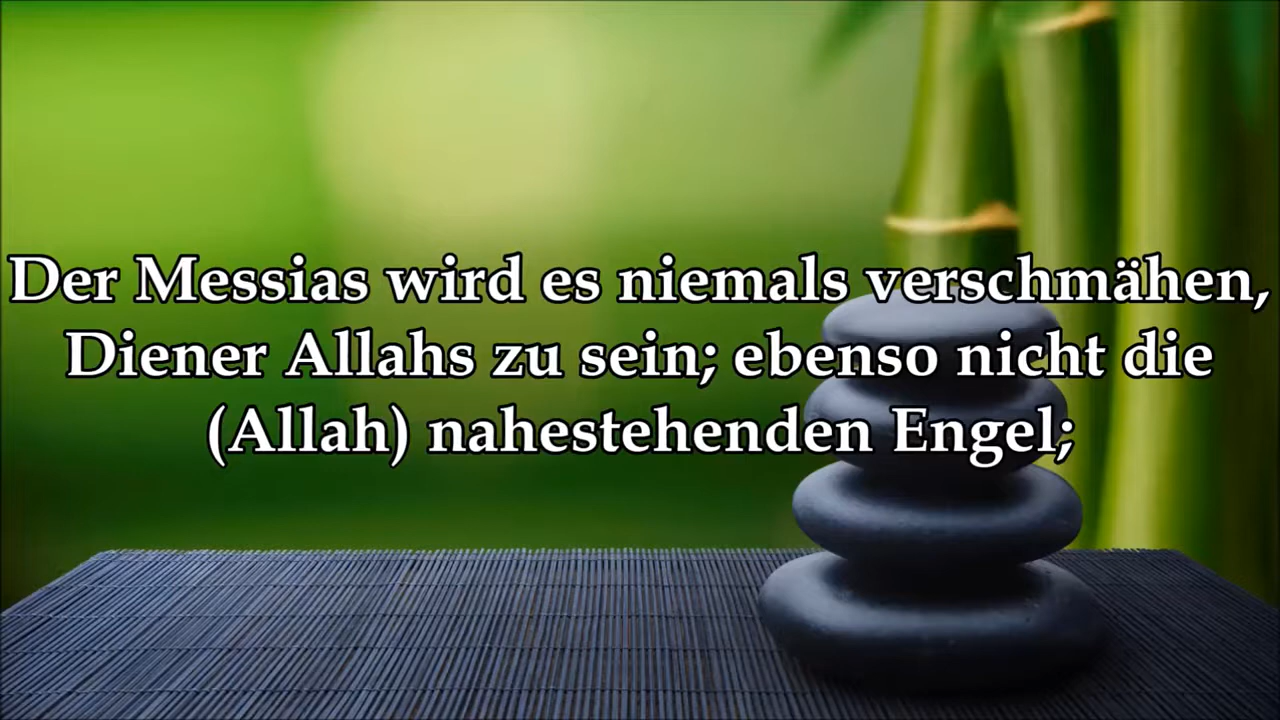 Der Messias wird es niemals verschmähen,
Diener Allahs zu sein; ebenso nicht die
(Allah) nahestehenden Engel;